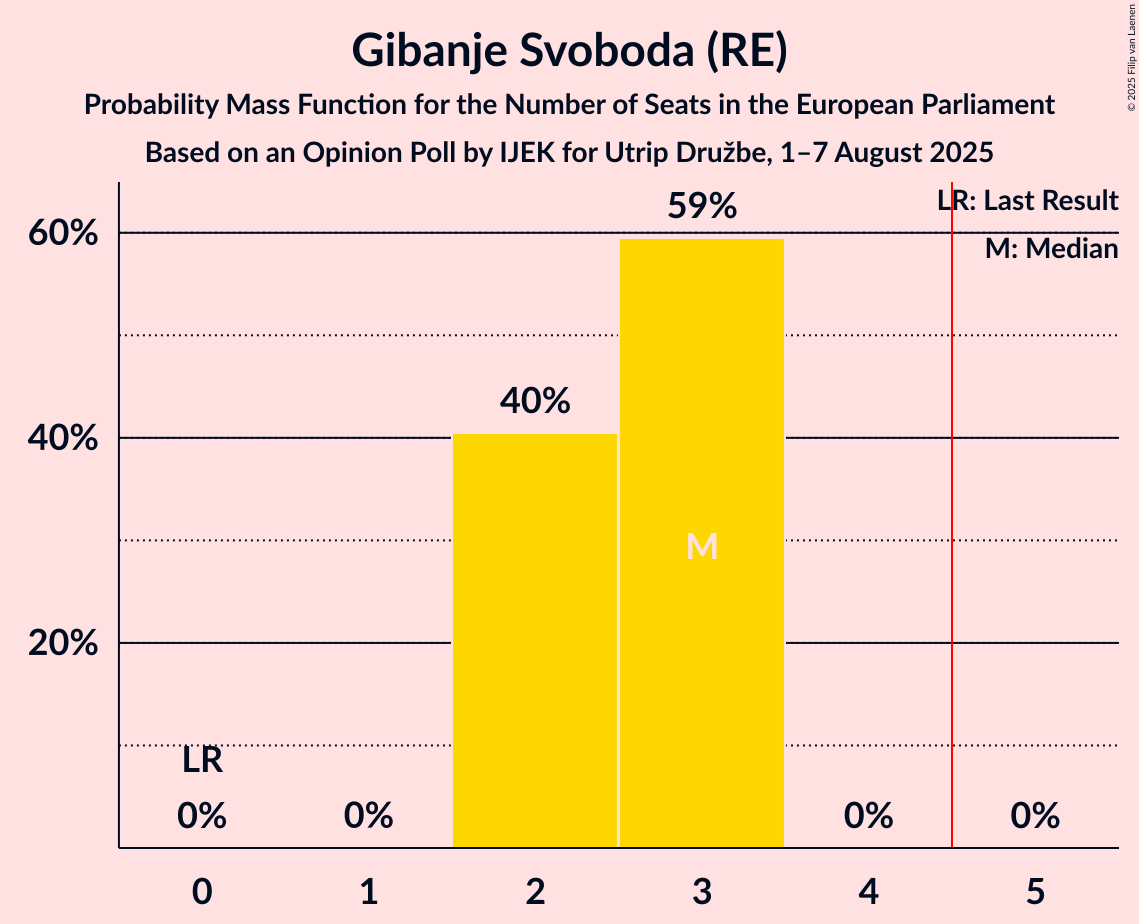 Gibanje Svoboda (RE)
Probability Mass Function for the Number of Seats in the European Parliament
Based on an Opinion Poll by IJEK for Utrip Družbe, 1–7 August 2025
© 2025 Filip van Laenen
LR: Last Result
M: Median
60%
40%
20%
59%
40%
M
LR
0%
0%
0%
0%
0
1
2
3
4
5